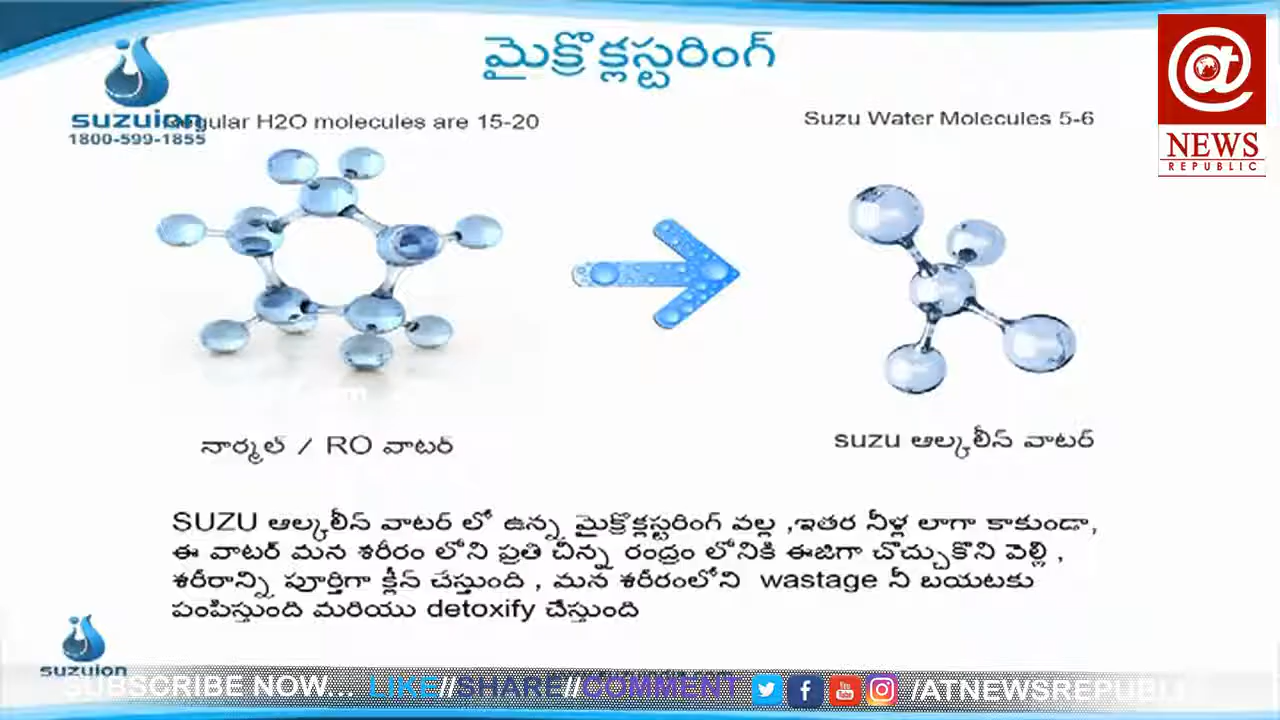 మైక్రొక్లస్టరింగ్
@
NEWS
REPUBLIC
suzuion
1800-599-1855
Regular H2O molecules are 15-20
Suzu Water Molecules 5-6
నార్మల్ / RO వాటర్
suzu ఆల్కలీన్ వాటర్
SUZU ఆల్కలీన్ వాటర్ లో ఉన్న మైక్రొక్లస్టరింగ్ వల్ల ,ఇతర నీళ్ల లాగా కాకుండా,
ఈ వాటర్ మన శరీరం లోని ప్రతి చిన్న రంద్రం లోనికి ఈజిగా చొచ్చుకొని వెల్లి ,
శరీరాన్ని పూర్తిగా క్లీన్ చేస్తుంది , మన శరీరంలోని wastage నీ బయటకు
పంపిస్తుంది మరియు detoxify చేస్తుంది
suzuion
SUBSCRIBE NOW... LIKE//SHARE//COMMENT /ATNEWSREPUBLI